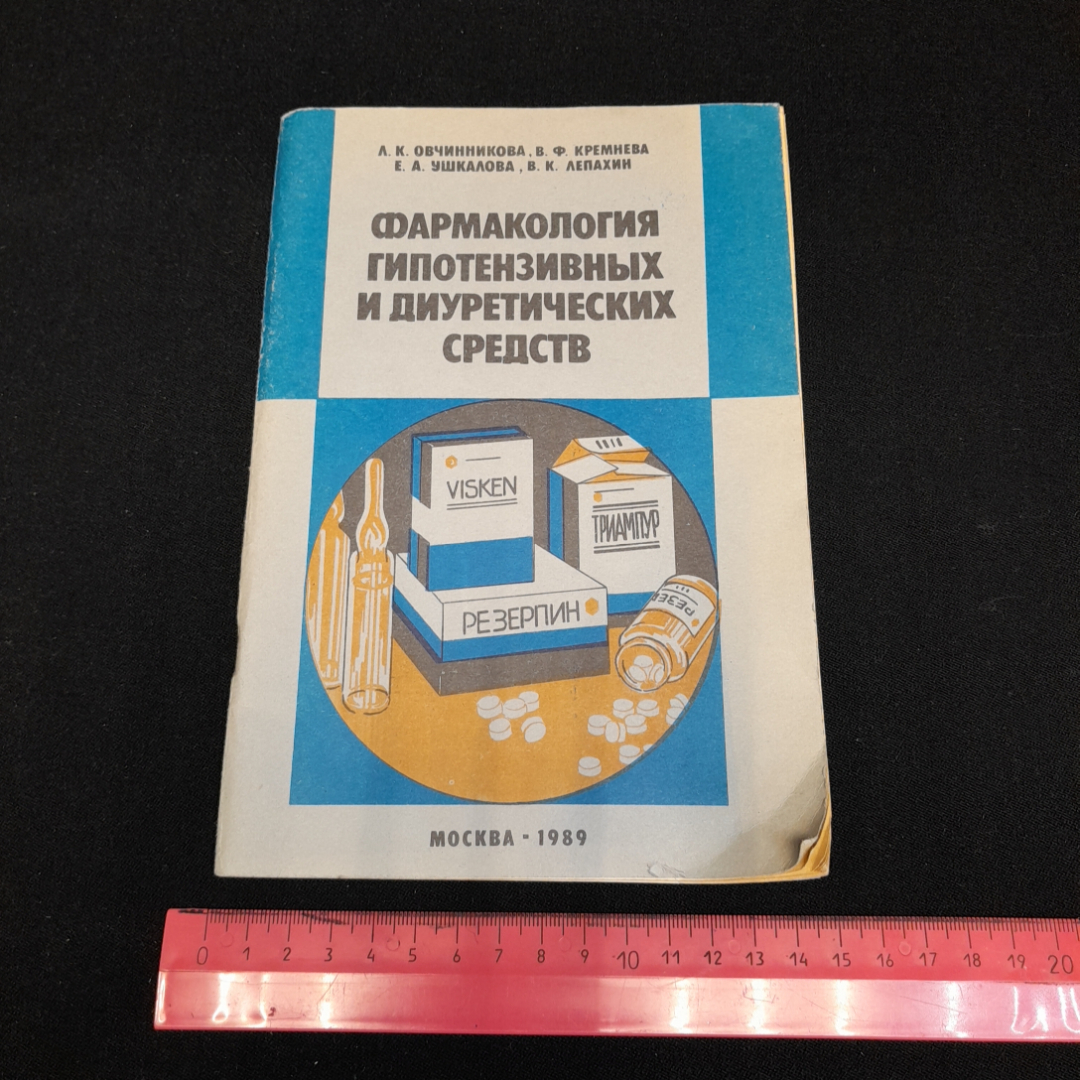 Л. К. ОВЧИННИКОВА, В. Ф. КРЕМНЕВА
Е. А. УШКАЛОВА, В. К. ЛЕПАХИН
ФАРМАКОЛОГИЯ
ГИПОТЕНЗИВНЫХ
И ДИУРЕТИЧЕСКИХ
СРЕДСТВ
VISKEN
ТРИАМПУР
РЕЗЕРПИН
РЕЗЕР
МОСКВА - 1989
0 1 2 3 4 5 6 7 8 9 10 11 12 13 14 15 16 17 18 19 20